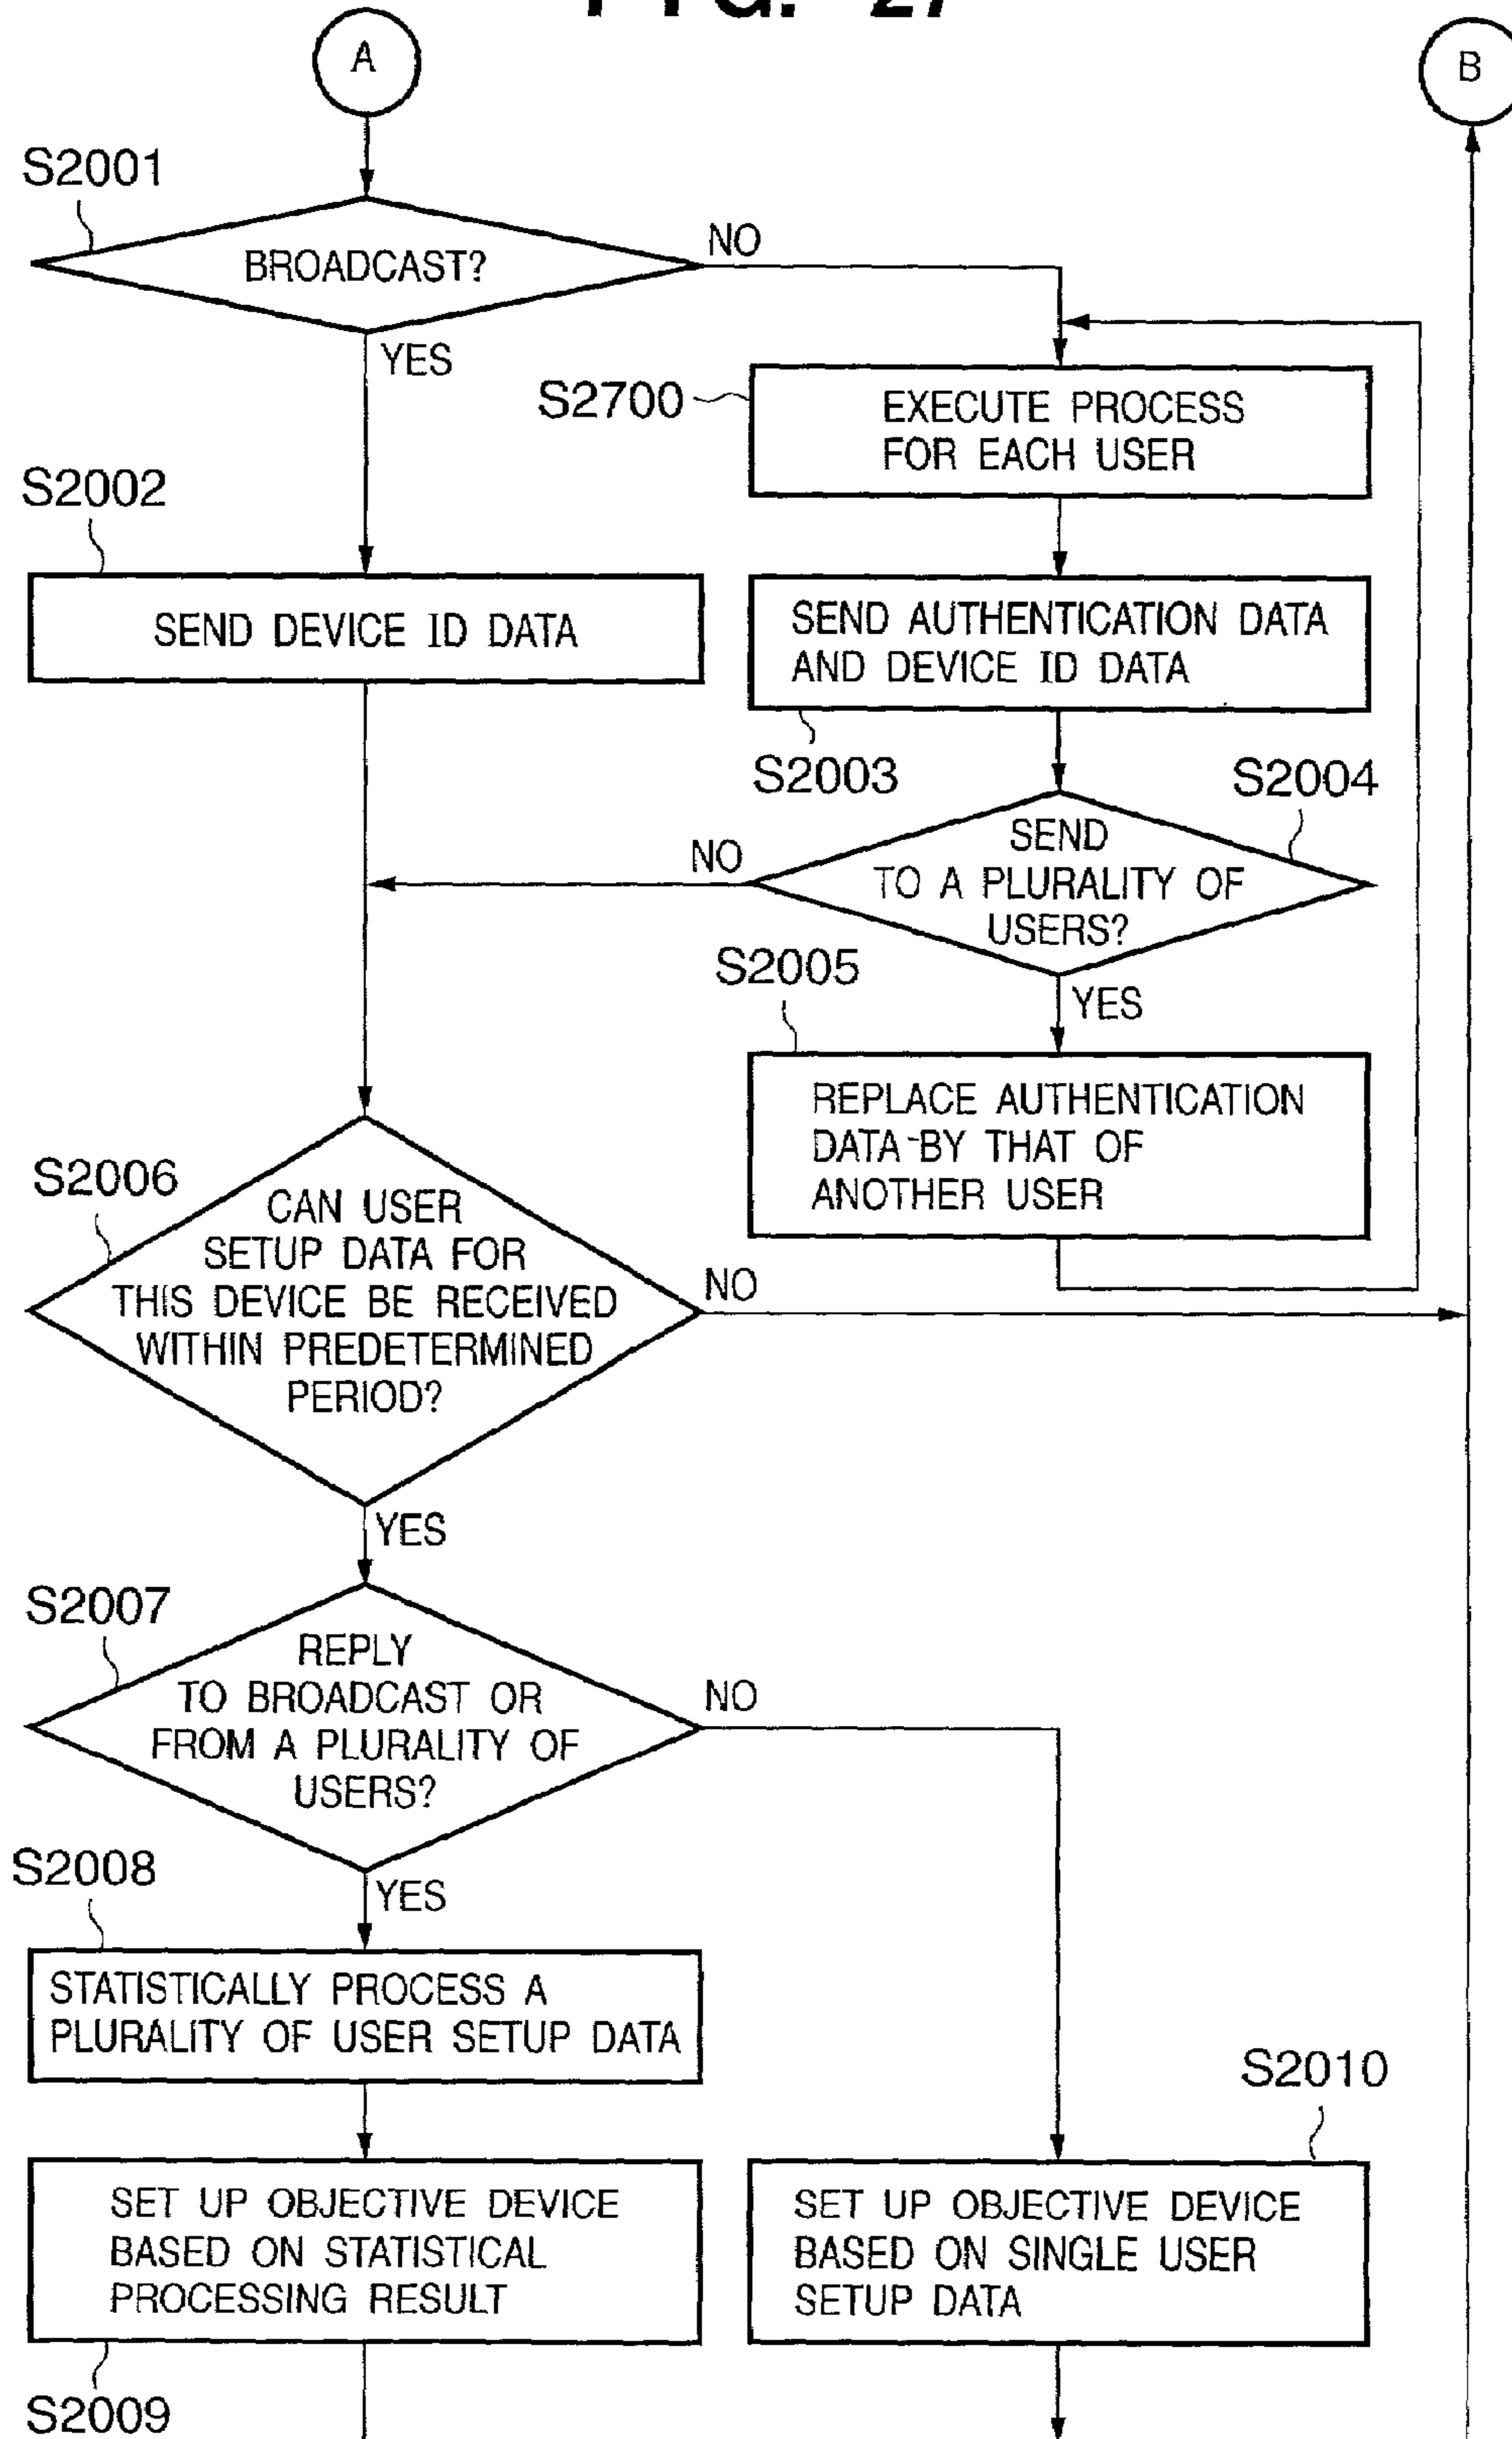 FIG. 27
A
B
S2001
BROADCAST?
NO
YES
S2700
EXECUTE PROCESS
FOR EACH USER
S2002
SEND DEVICE ID DATA
SEND AUTHENTICATION DATA
AND DEVICE ID DATA
S2003
S2004
SEND
TO A PLURALITY OF
USERS?
NO
YES
S2005
REPLACE AUTHENTICATION
DATA BY THAT OF
ANOTHER USER
S2006
CAN USER
SETUP DATA FOR
THIS DEVICE BE RECEIVED
WITHIN PREDETERMINED
PERIOD?
NO
YES
S2007
REPLY
TO BROADCAST OR
FROM A PLURALITY OF
USERS?
NO
YES
S2008
STATISTICALLY PROCESS A
PLURALITY OF USER SETUP DATA
S2010
SET UP OBJECTIVE DEVICE
BASED ON STATISTICAL
PROCESSING RESULT
S2009
SET UP OBJECTIVE DEVICE
BASED ON SINGLE USER
SETUP DATA